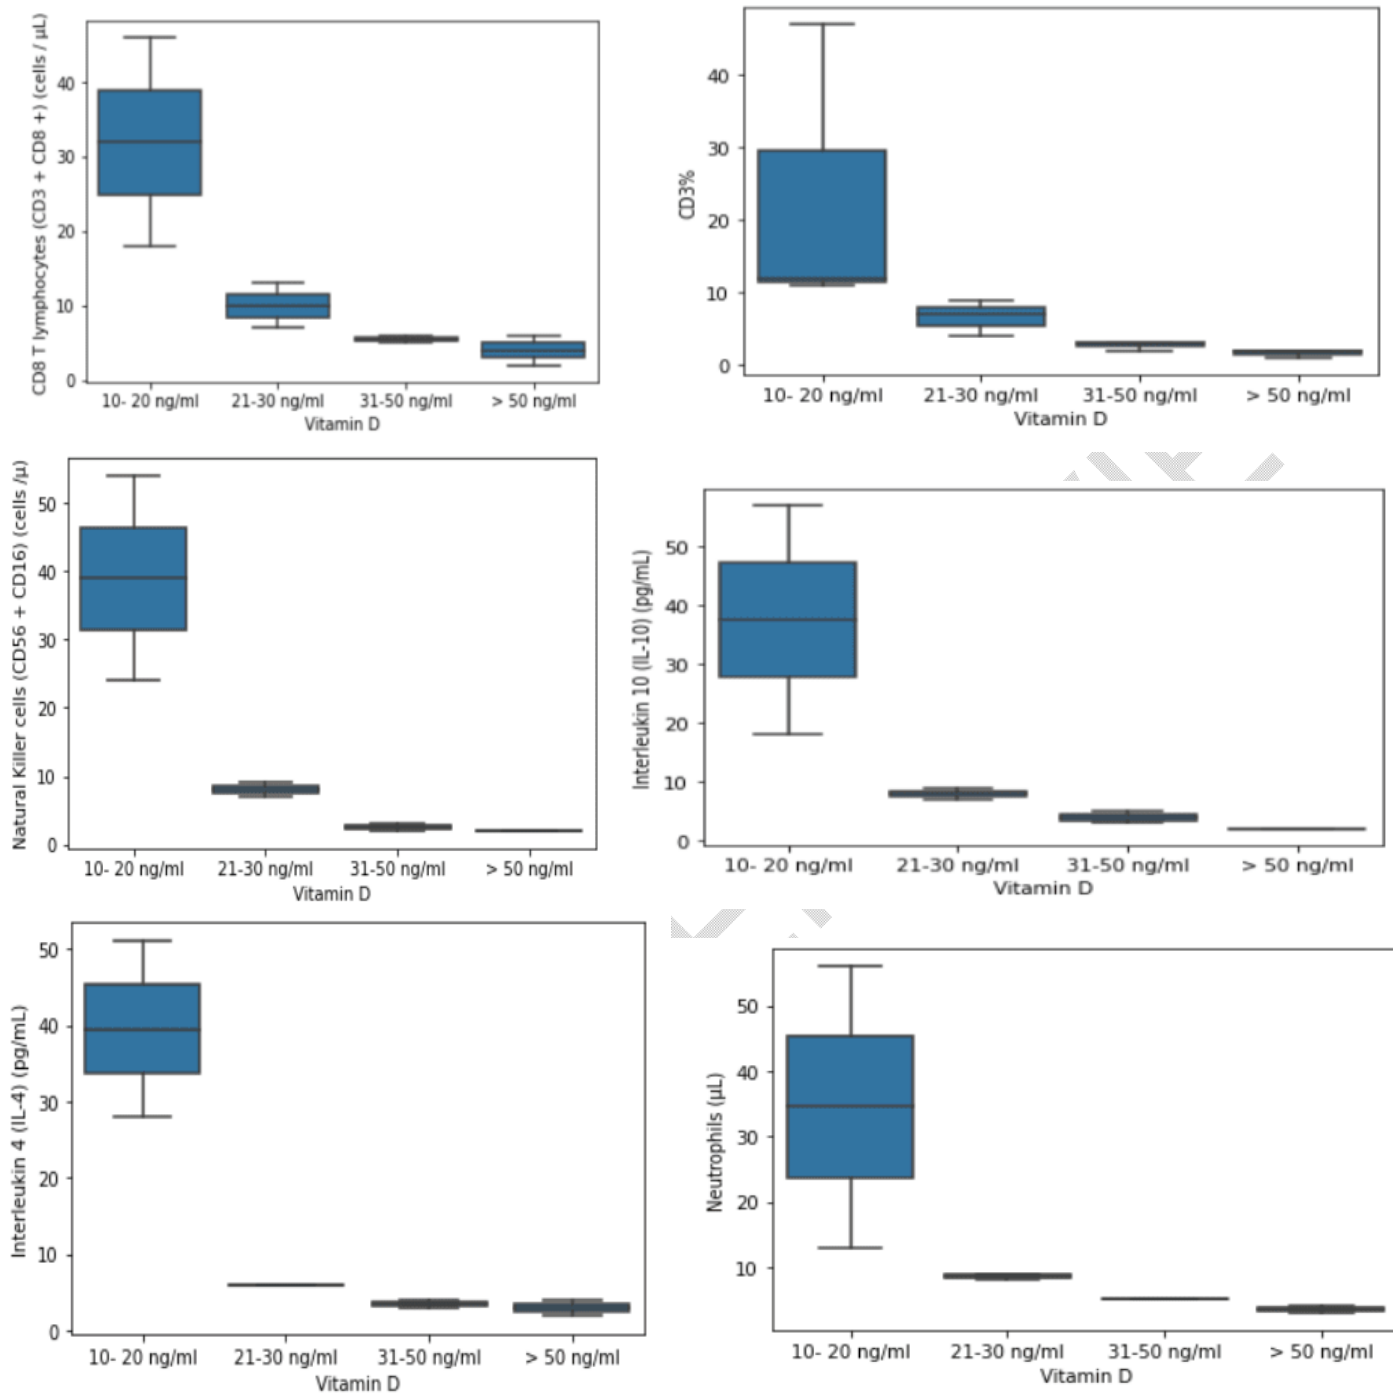 CD8 T lymphocytes (CD3 + CD8 +) (cells / μL)
40
30
20
10
0
10- 20 ng/ml 21-30 ng/ml 31-50 ng/ml > 50 ng/ml
Vitamin D
CD3%
40
30
20
10
0
10- 20 ng/ml 21-30 ng/ml 31-50 ng/ml > 50 ng/ml
Vitamin D
Natural Killer cells (CD56 + CD16) (cells /μ)
50
40
30
20
10
0
10- 20 ng/ml 21-30 ng/ml 31-50 ng/ml > 50 ng/ml
Vitamin D
Interleukin 10 (IL-10) (pg/mL)
50
40
30
20
10
0
10- 20 ng/ml 21-30 ng/ml 31-50 ng/ml > 50 ng/ml
Vitamin D
Interleukin 4 (IL-4) (pg/mL)
50
40
30
20
10
0
10- 20 ng/ml 21-30 ng/ml 31-50 ng/ml > 50 ng/ml
Vitamin D
Neutrophils (μL)
50
40
30
20
10
10- 20 ng/ml 21-30 ng/ml 31-50 ng/ml > 50 ng/ml
Vitamin D